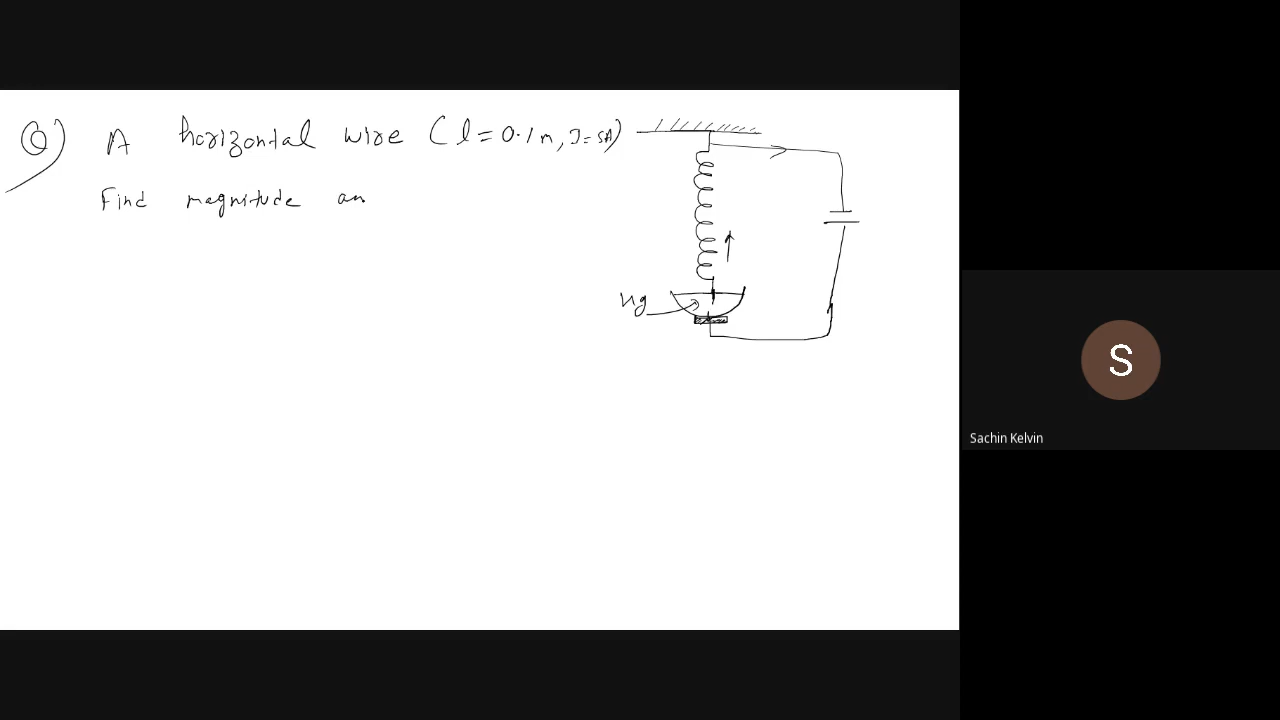 Q) A horizontal wire (l = 0.1 m, I = 5A)
Find magnitude an
Hg
S
Sachin Kelvin